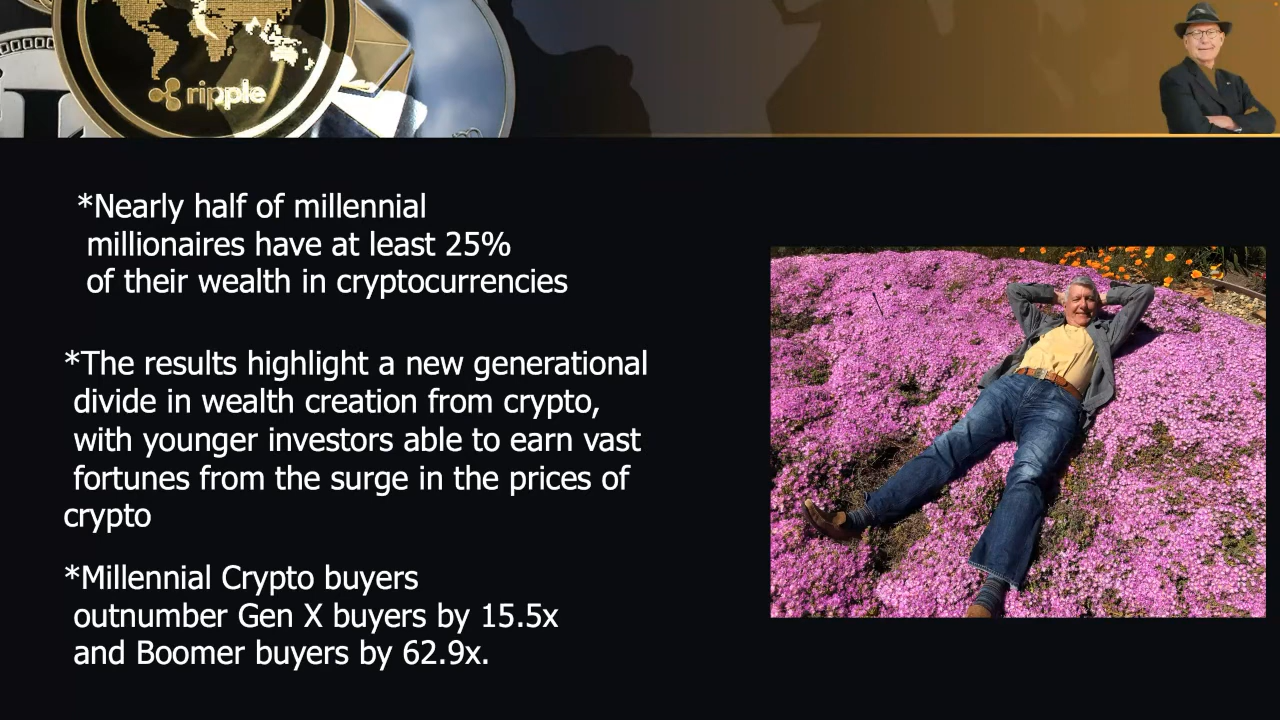 ripple
*Nearly half of millennial
millionaires have at least 25%
of their wealth in cryptocurrencies
*The results highlight a new generational
divide in wealth creation from crypto,
with younger investors able to earn vast
fortunes from the surge in the prices of
crypto
*Millennial Crypto buyers
outnumber Gen X buyers by 15.5x
and Boomer buyers by 62.9x.